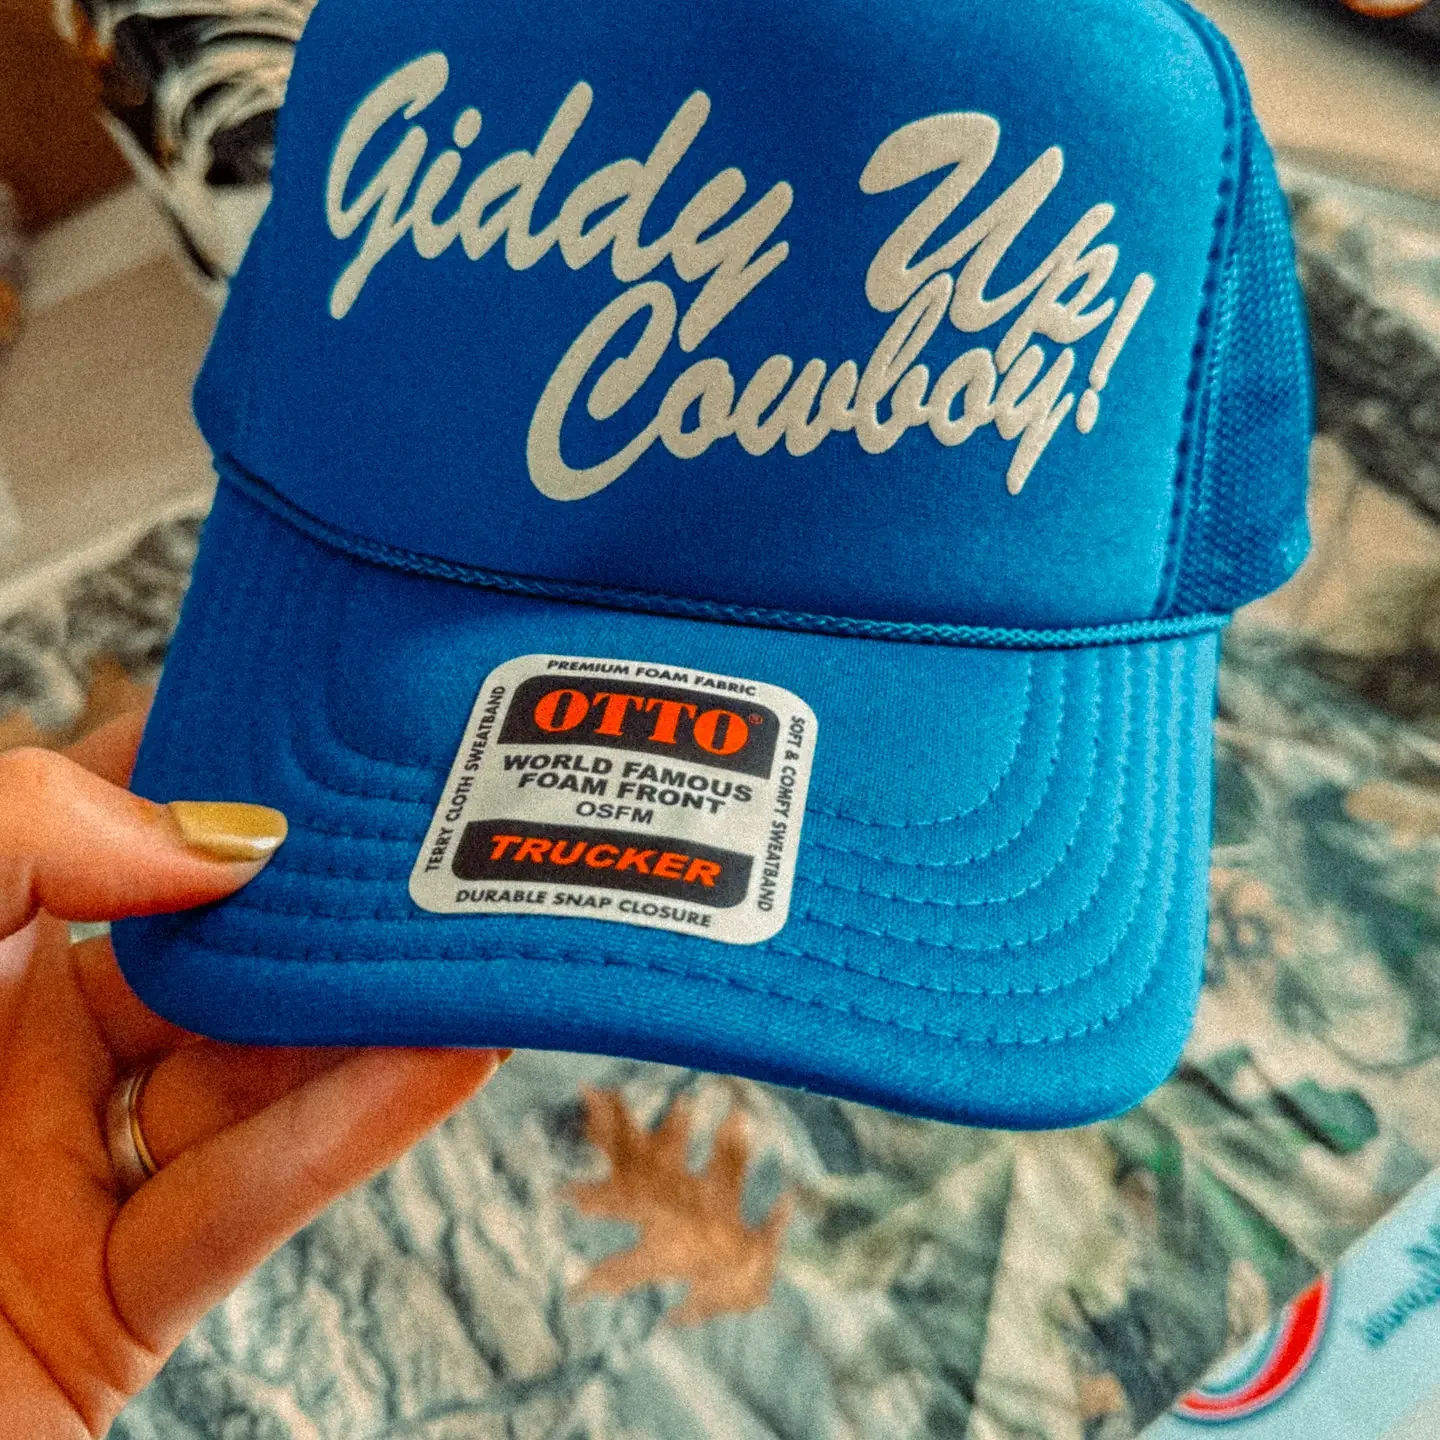 Giddy Up
Cowboy!
PREMIUM FOAM FABRIC
OTTO®
WORLD FAMOUS
FOAM FRONT
OSFM
TRUCKER
DURABLE SNAP CLOSURE
TERRY CLOTH SWEATBAND
SOFT & COMFY SWEATBAND